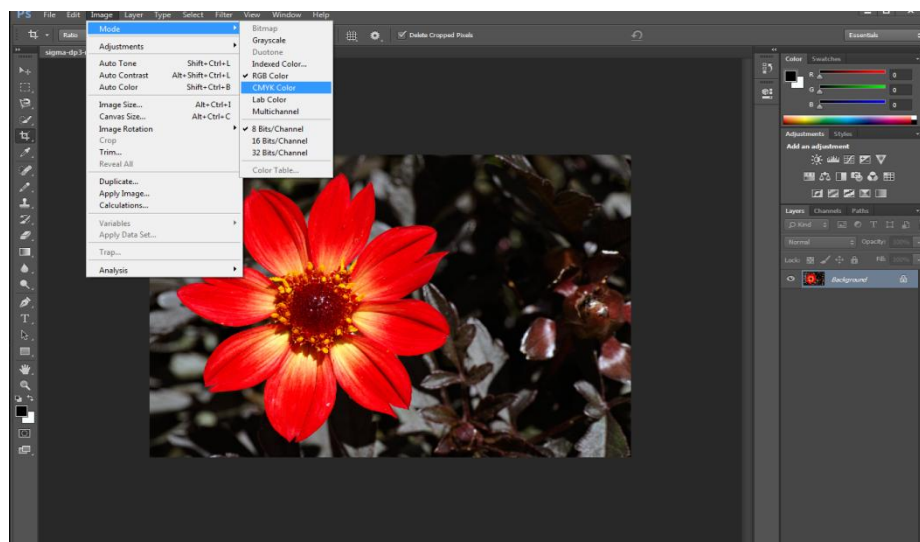 PS File Edit Image Layer Type Select Filter View Window Help
Ratio
Delete Cropped Pixels
Essentials
sigma-dp3-
Mode
Adjustments
Auto Tone Shift+Ctrl+L
Auto Contrast Alt+Shift+Ctrl+L
Auto Color Shift+Ctrl+B
Image Size... Alt+Ctrl+I
Canvas Size... Alt+Ctrl+C
Image Rotation
Crop
Trim...
Reveal All
Duplicate...
Apply Image...
Calculations...
Variables
Apply Data Set...
Trap...
Analysis
Bitmap
Grayscale
Duotone
Indexed Color...
RGB Color
CMYK Color
Lab Color
Multichannel
8 Bits/Channel
16 Bits/Channel
32 Bits/Channel
Color Table...
Color Swatches
R 0
G 0
B 0
Adjustments Styles
Add an adjustment
Layers Channels Paths
Kind
Normal Opacity: 100%
Lock: Fill: 100%
Background
T